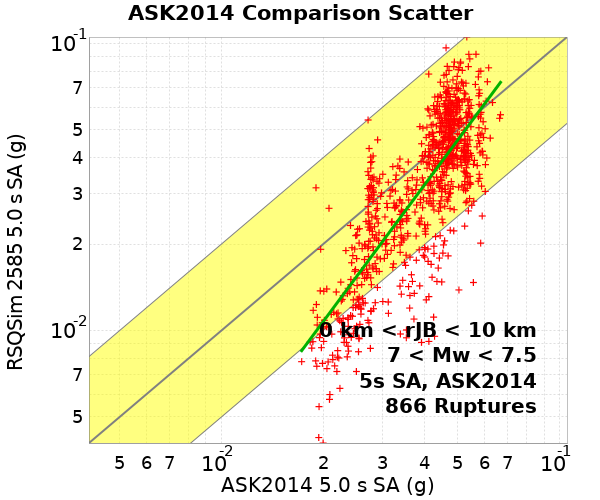 ASK2014 Comparison Scatter
10-1
7
5
4
3
2
10-2
7
5
RSQSim 2585 5.0 s SA (g)
0 km < rJB < 10 km
7 < Mw < 7.5
5s SA, ASK2014
866 Ruptures
5 6 7 10-2 2 3 4 5 6 7 10-1
ASK2014 5.0 s SA (g)